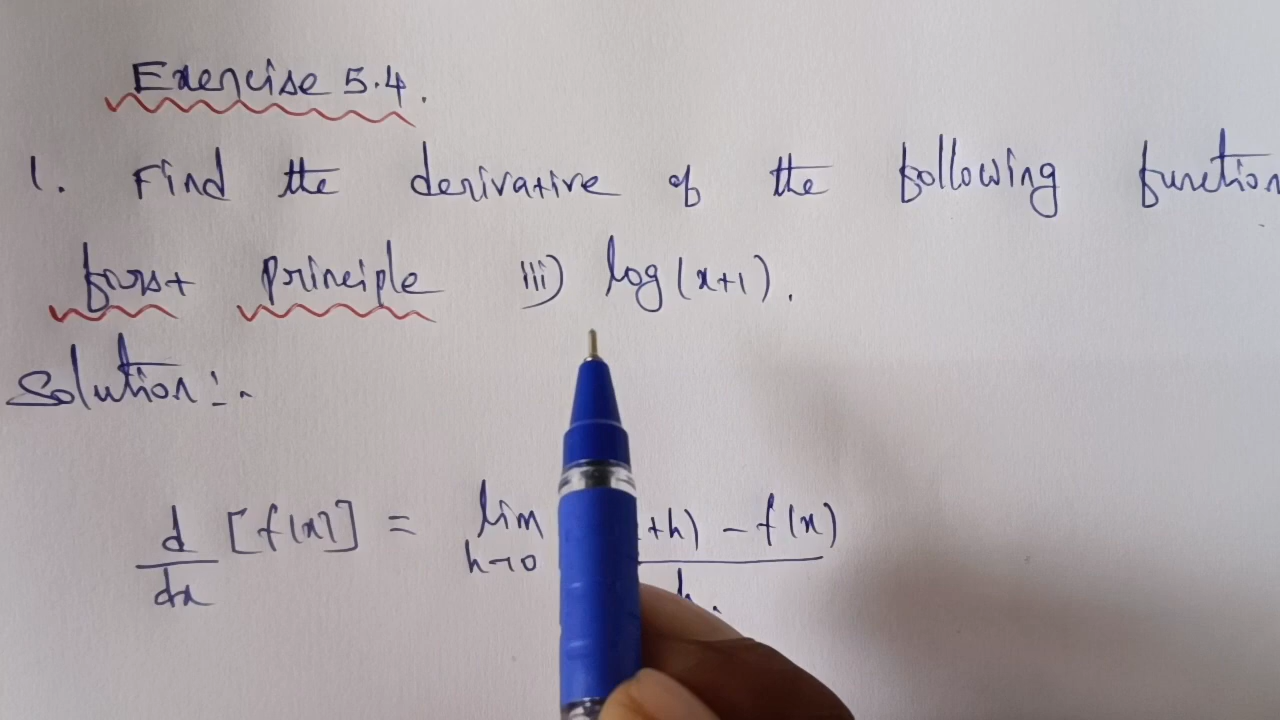 Exercise 5.4.
1. Find the derivative of the following function
first principle iii) log(x+1).
Solution:.
d/dx [f(x)] = lim h→0 +h) - f(x) / h.